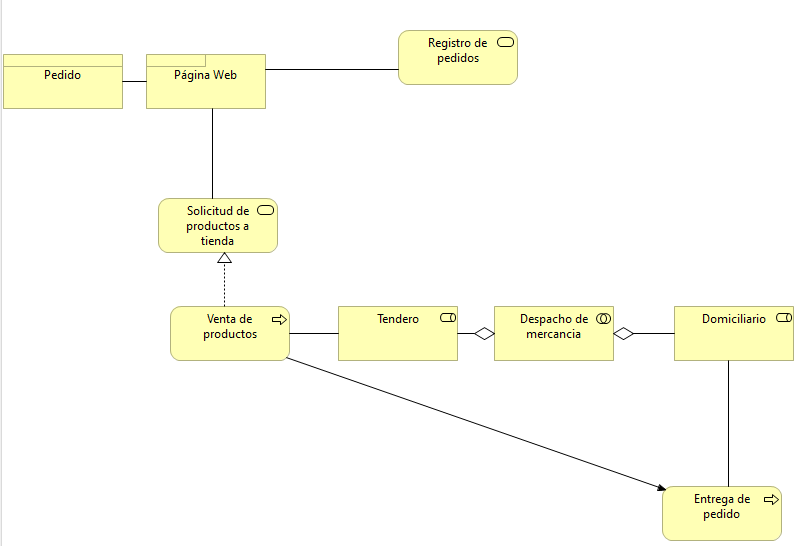 Registro de
pedidos
Pedido
Página Web
Solicitud de
productos a
tienda
Venta de
productos
Tendero
Despacho de
mercancia
Domiciliario
Entrega de
pedido